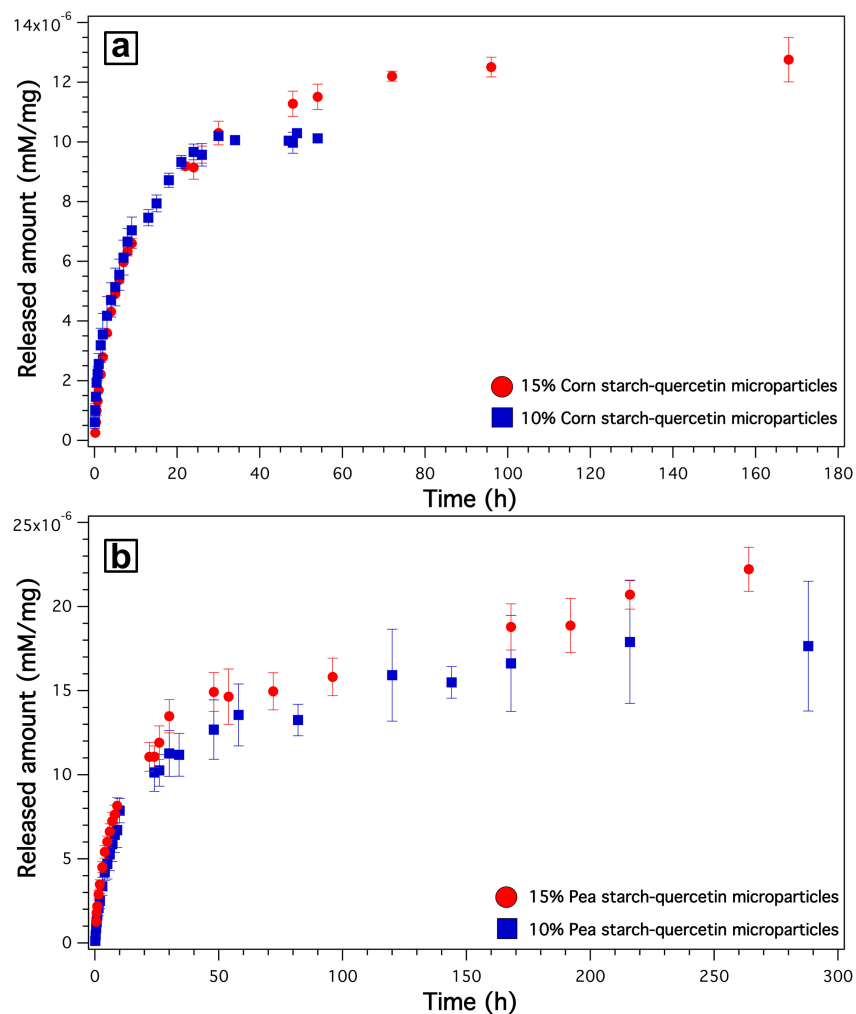 a
14x10⁻⁶
12
10
8
6
4
2
0
Released amount (mM/mg)
15% Corn starch-quercetin microparticles
10% Corn starch-quercetin microparticles
0 20 40 60 80 100 120 140 160 180
Time (h)
b
25x10⁻⁶
20
15
10
5
0
Released amount (mM/mg)
15% Pea starch-quercetin microparticles
10% Pea starch-quercetin microparticles
0 50 100 150 200 250 300
Time (h)